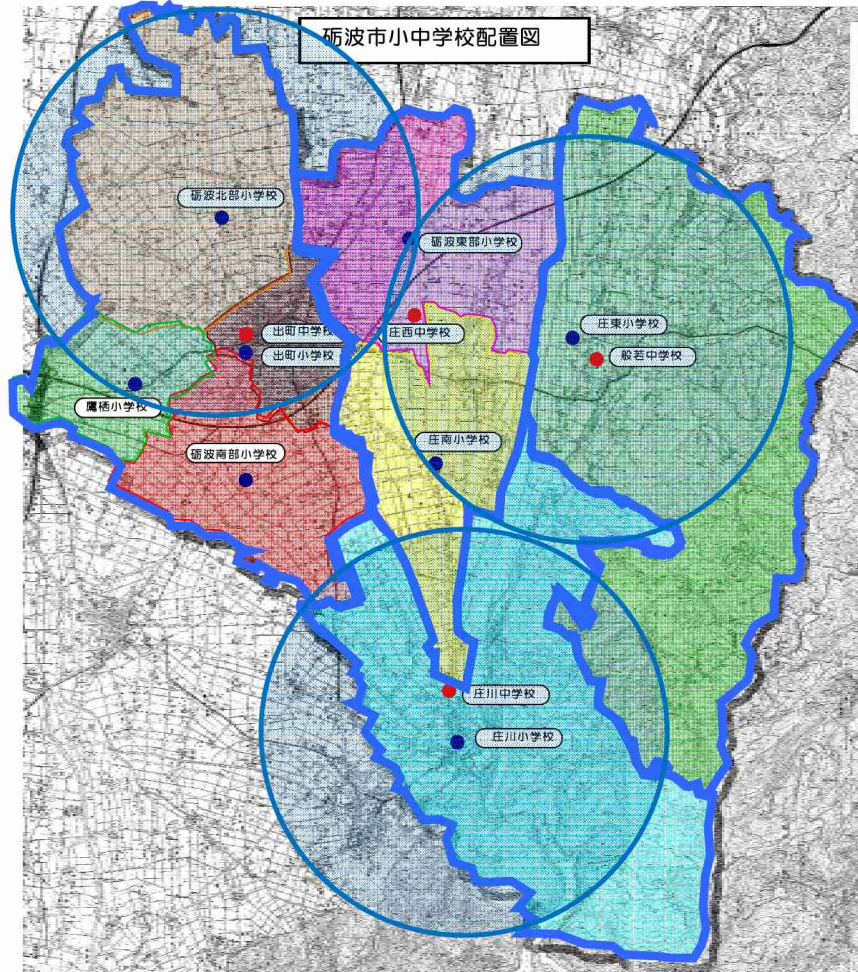 砺波市小中学校配置図
砺波北部小学校
砺波東部小学校
出町中学校
庄西中学校
庄東小学校
出町小学校
般若中学校
鷹栖小学校
庄南小学校
砺波南部小学校
庄川中学校
庄川小学校